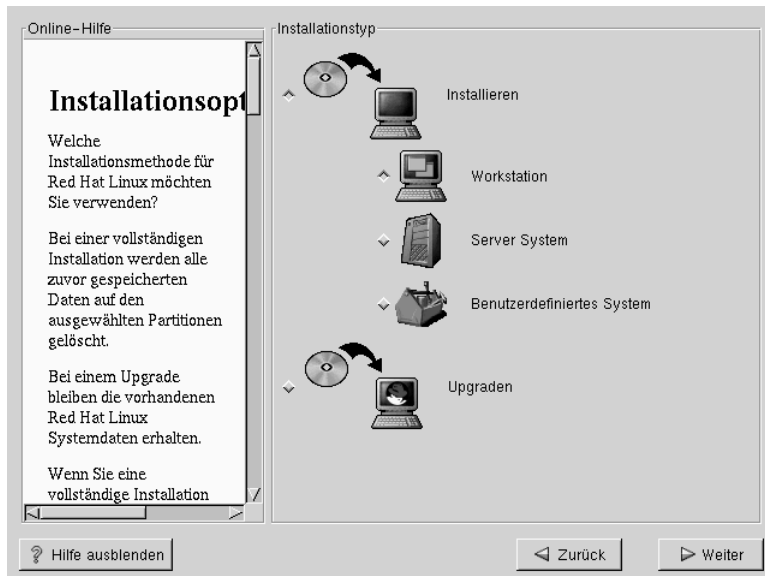 Online-Hilfe
Installationsopt
Welche
Installationsmethode für
Red Hat Linux möchten
Sie verwenden?
Bei einer vollständigen
Installation werden alle
zuvor gespeicherten
Daten auf den
ausgewählten Partitionen
gelöscht.
Bei einem Upgrade
bleiben die vorhandenen
Red Hat Linux
Systemdaten erhalten.
Wenn Sie eine
vollständige Installation
Installationstyp
Installieren
Workstation
Server System
Benutzerdefiniertes System
Upgraden
Hilfe ausblenden
Zurück
Weiter